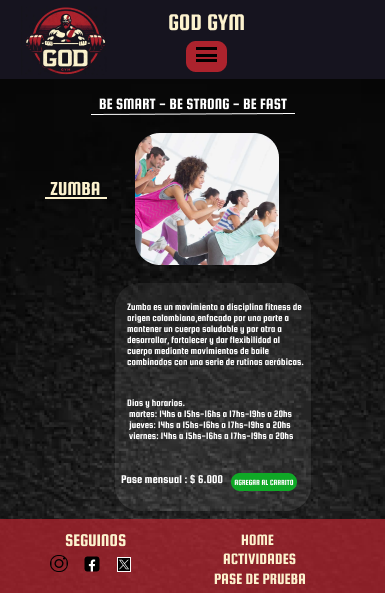 GOD GYM
GOD
BE SMART - BE STRONG - BE FAST
ZUMBA
Zumba es un movimiento o disciplina fitness de
origen colombiano,enfocado por una parte a
mantener un cuerpo saludable y por otra a
desarrollar, fortalecer y dar flexibilidad al
cuerpo mediante movimientos de baile
combinados con una serie de rutinas aeróbicas.
Dias y horarios.
martes: 14hs a 15hs-16hs a 17hs-19hs a 20hs
jueves: 14hs a 15hs-16hs a 17hs-19hs a 20hs
viernes: 14hs a 15hs-16hs a 17hs-19hs a 20hs
Pase mensual : $ 6.000
AGREGAR AL CARRITO
SEGUINOS
HOME
ACTIVIDADES
PASE DE PRUEBA